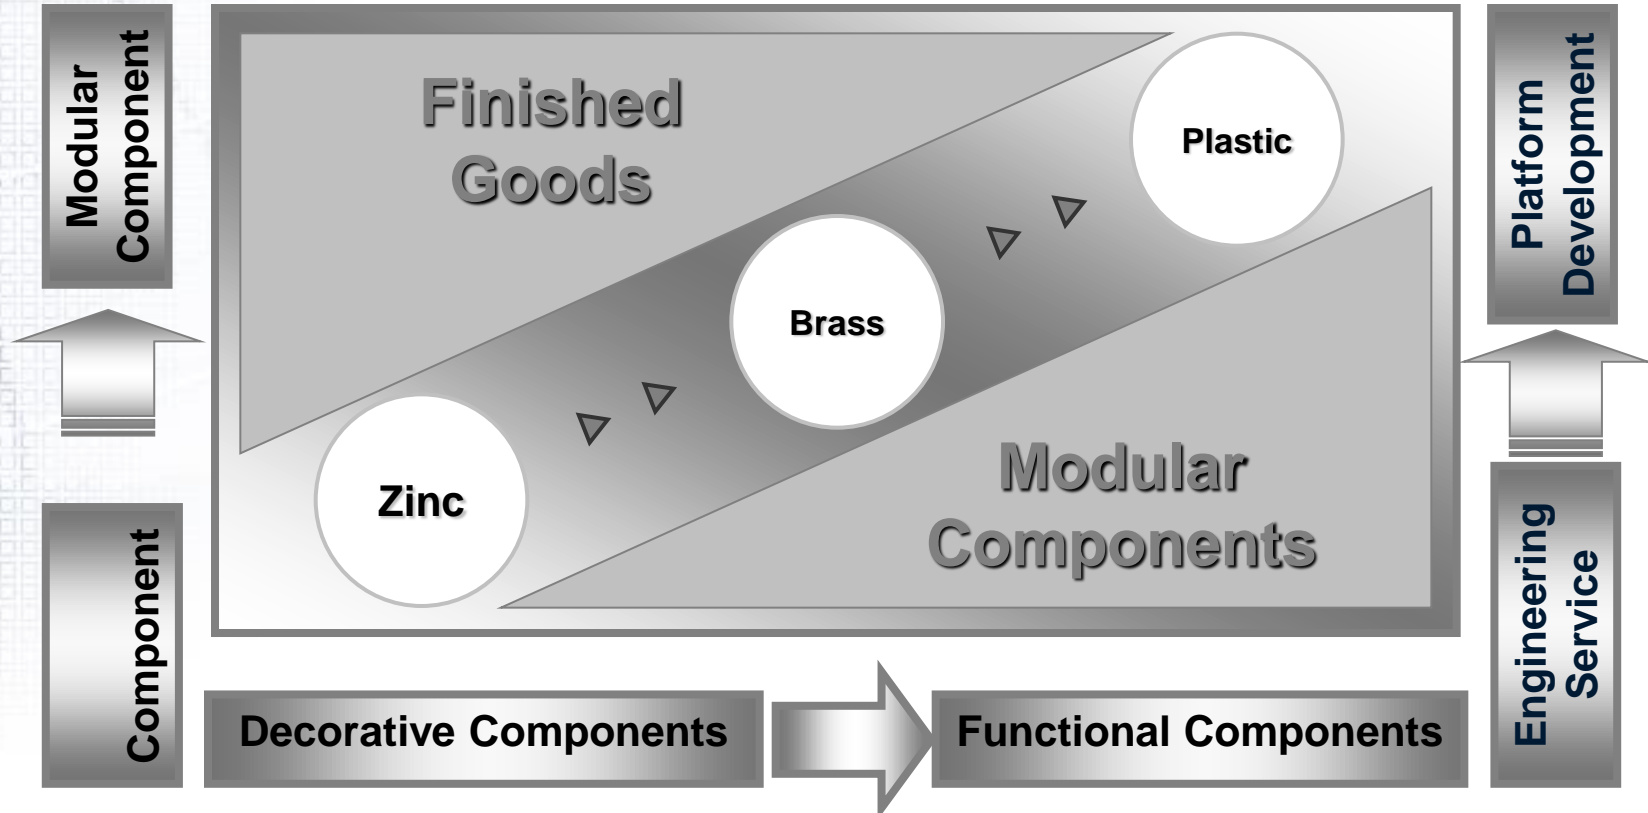 Modular
Component
Component
Finished
Goods
Plastic
Brass
Zinc
Modular
Components
Platform
Development
Engineering
Service
Decorative Components
Functional Components